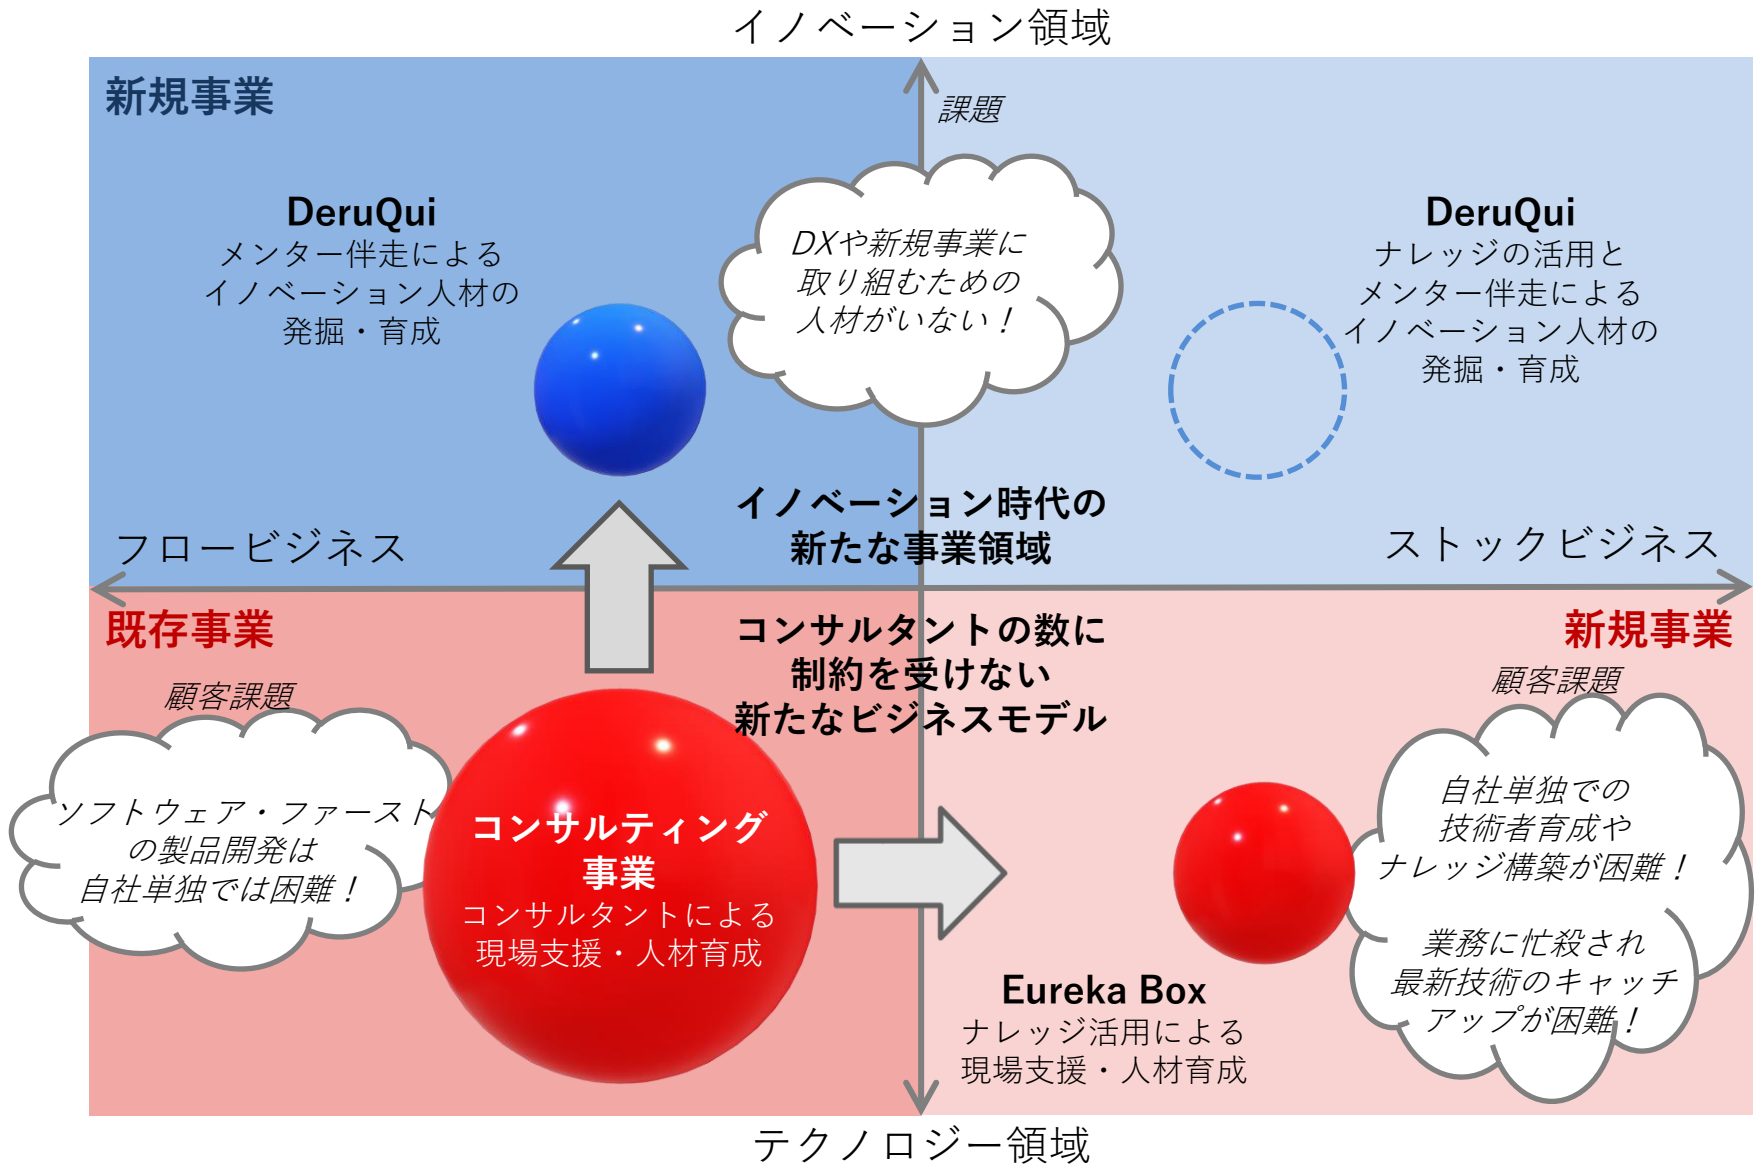 イノベーション領域
新規事業
課題
DeruQui
メンター伴走による
イノベーション人材の
発掘・育成
DXや新規事業に
取り組むための
人材がいない！
DeruQui
ナレッジの活用と
メンター伴走による
イノベーション人材の
発掘・育成
イノベーション時代の
新たな事業領域
フロービジネス
ストックビジネス
既存事業
コンサルタントの数に
制約を受けない
新たなビジネスモデル
新規事業
顧客課題
ソフトウェア・ファースト
の製品開発は
自社単独では困難！
コンサルティング
事業
コンサルタントによる
現場支援・人材育成
顧客課題
自社単独での
技術者育成や
ナレッジ構築が困難！
業務に忙殺され
最新技術のキャッチ
アップが困難！
Eureka Box
ナレッジ活用による
現場支援・人材育成
テクノロジー領域